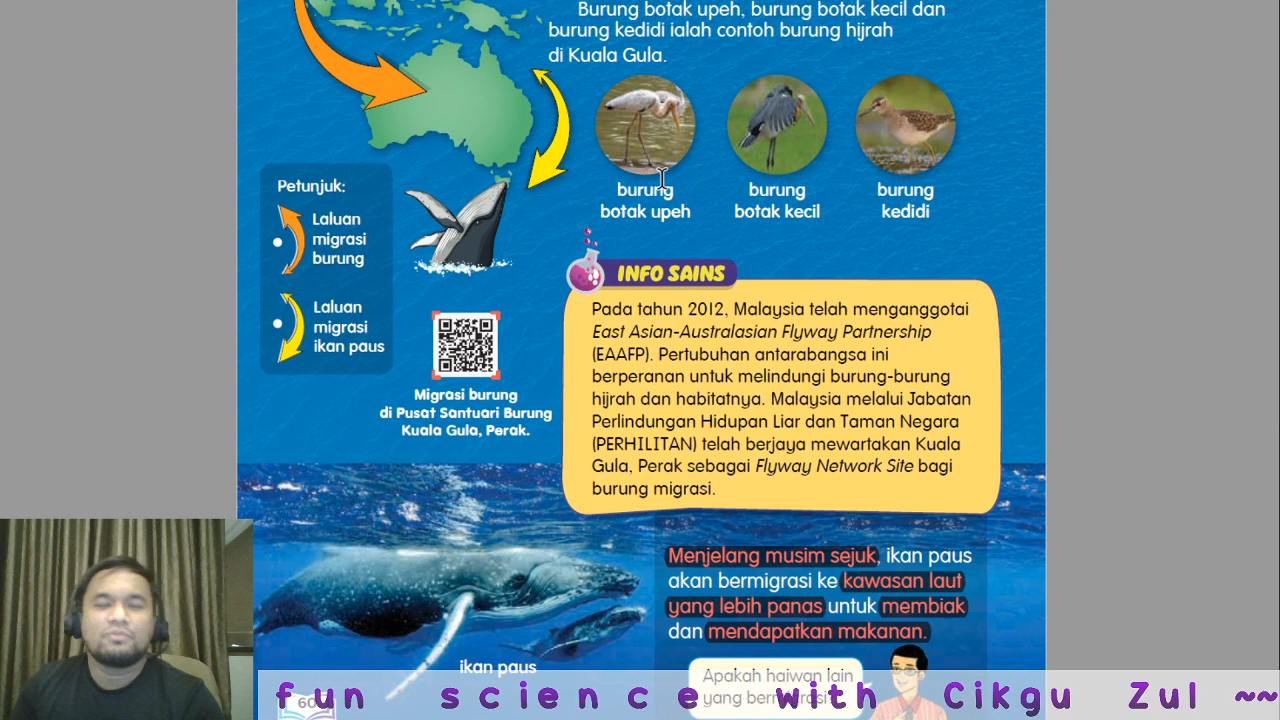 Burung botak upeh, burung botak kecil dan
burung kedidi ialah contoh burung hijrah
di Kuala Gula.
burung
botak upeh
burung
botak kecil
burung
kedidi
Petunjuk:
Laluan
migrasi
burung
Laluan
migrasi
ikan paus
Migrasi burung
di Pusat Santuari Burung
Kuala Gula, Perak.
INFO SAINS
Pada tahun 2012, Malaysia telah menganggotai
East Asian-Australasian Flyway Partnership
(EAAFP). Pertubuhan antarabangsa ini
berperanan untuk melindungi burung-burung
hijrah dan habitatnya. Malaysia melalui Jabatan
Perlindungan Hidupan Liar dan Taman Negara
(PERHILITAN) telah berjaya mewartakan Kuala
Gula, Perak sebagai Flyway Network Site bagi
burung migrasi.
Menjelang musim sejuk, ikan paus
akan bermigrasi ke kawasan laut
yang lebih panas untuk membiak
dan mendapatkan makanan.
ikan paus
Apakah haiwan lain
yang bermigrasi?
60
fun science with Cikgu Zul ~~